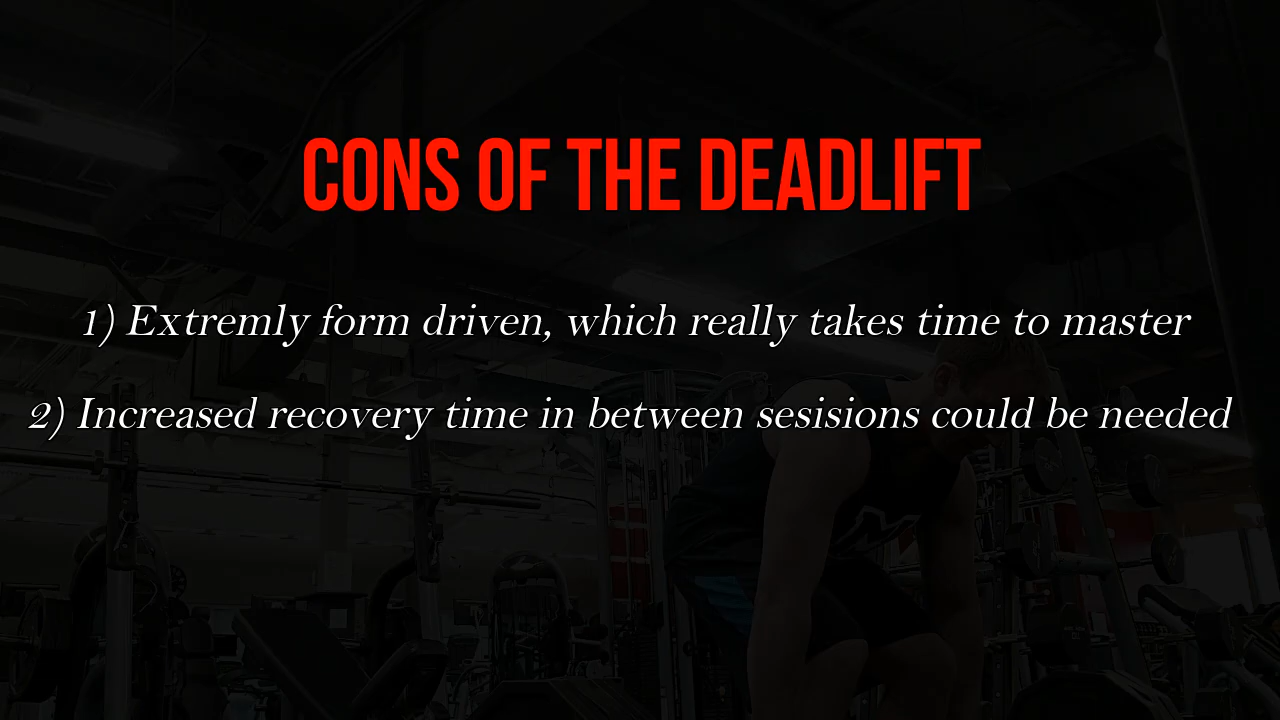 CONS OF THE DEADLIFT
1) Extremly form driven, which really takes time to master
2) Increased recovery time in between sesisions could be needed